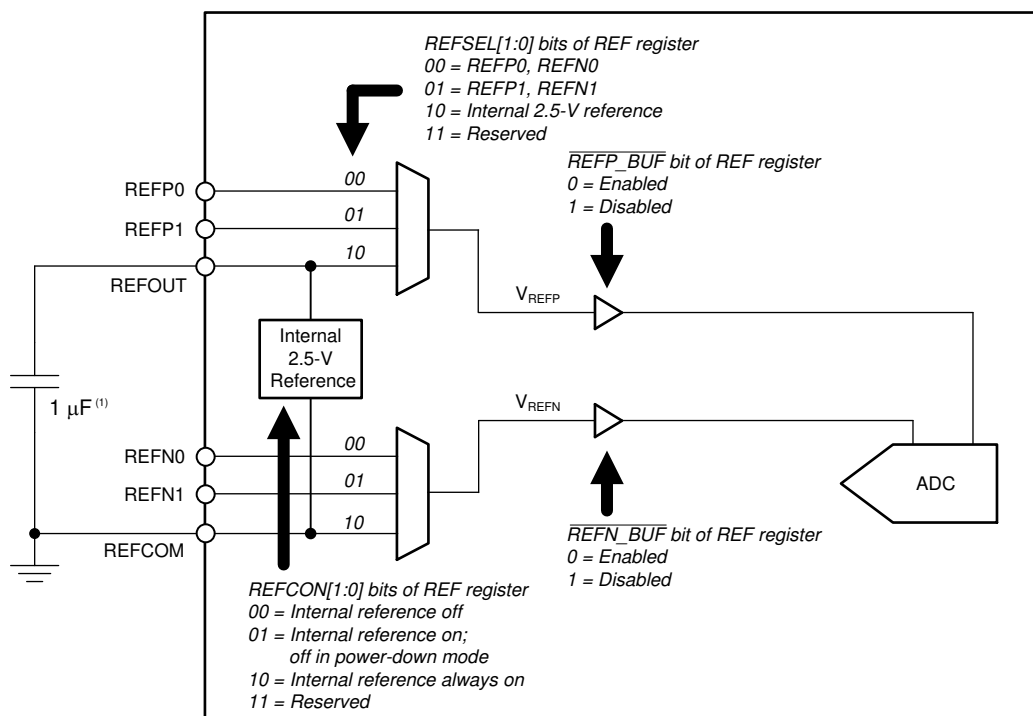 REFSEL[1:0] bits of REF register
00 = REFP0, REFN0
01 = REFP1, REFN1
10 = Internal 2.5-V reference
11 = Reserved
REFP_BUF bit of REF register
0 = Enabled
1 = Disabled
REFP0
00
REFP1
01
REFOUT
10
VREFP
Internal
2.5-V
Reference
1 μF (1)
VREFN
REFN0
00
REFN1
01
REFCOM
10
ADC
REFN_BUF bit of REF register
0 = Enabled
1 = Disabled
REFCON[1:0] bits of REF register
00 = Internal reference off
01 = Internal reference on;
off in power-down mode
10 = Internal reference always on
11 = Reserved